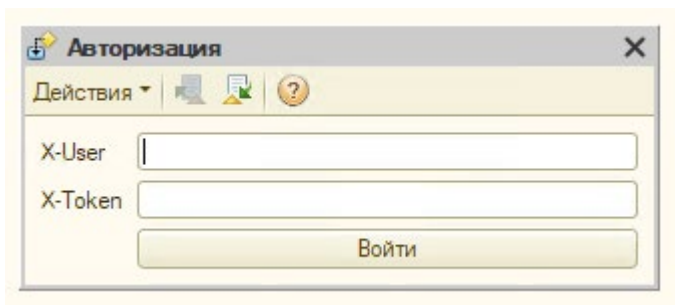 Авторизация
Действия
X-User
X-Token
Войти